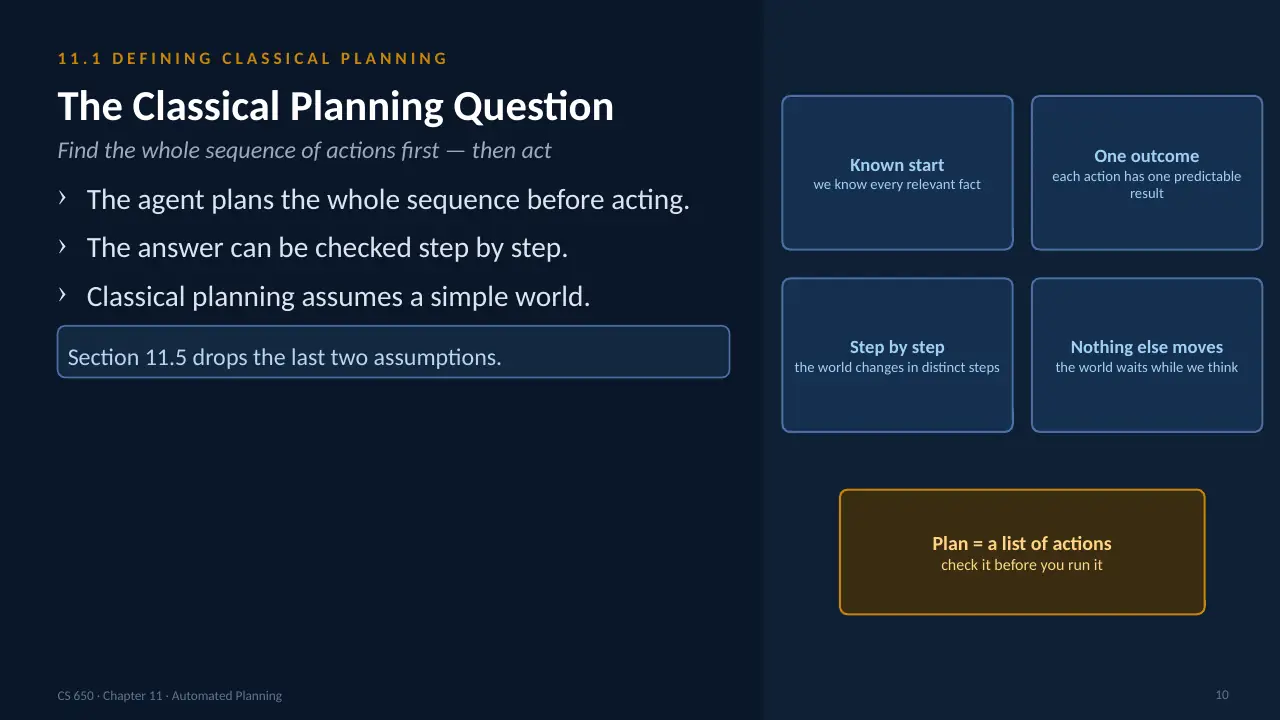 11.1 DEFINING CLASSICAL PLANNING
The Classical Planning Question
Find the whole sequence of actions first — then act
› The agent plans the whole sequence before acting.
› The answer can be checked step by step.
› Classical planning assumes a simple world.
Section 11.5 drops the last two assumptions.
Known start
we know every relevant fact
One outcome
each action has one predictable
result
Step by step
the world changes in distinct steps
Nothing else moves
the world waits while we think
Plan = a list of actions
check it before you run it
CS 650 · Chapter 11 · Automated Planning
10